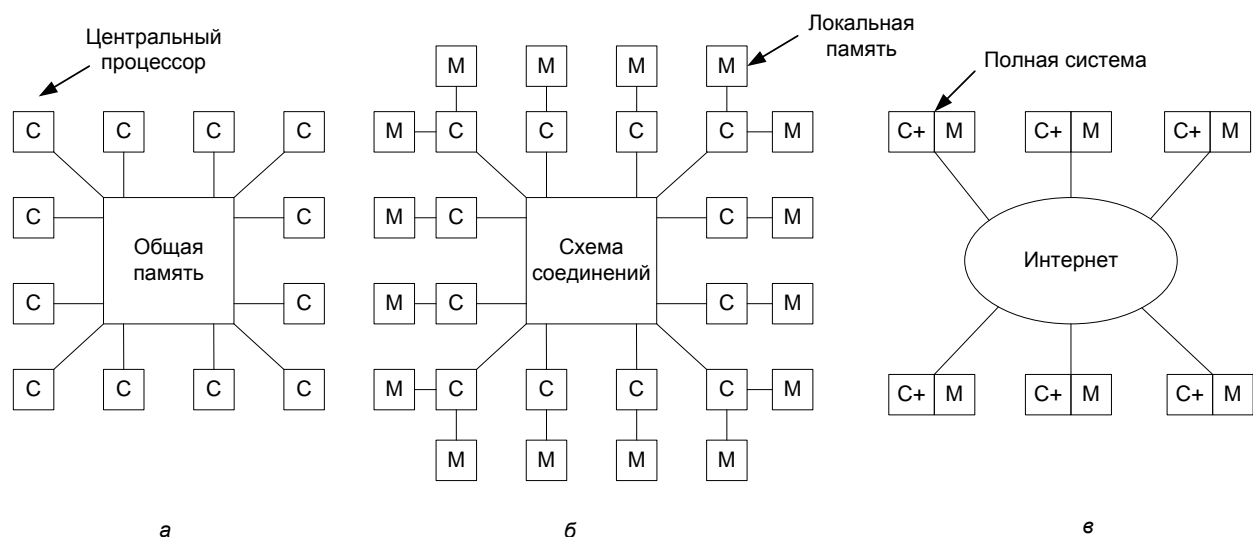 Центральный
процессор
Локальная
память
Полная система
M M M M
C C C C
M C C C C M
C+ M C+ M C+ M
C C
M C C M
Общая
память
Схема
соединений
Интернет
C C
M C C M
C C C C
M C C C C M
C+ M C+ M C+ M
M M M M
а
б
в